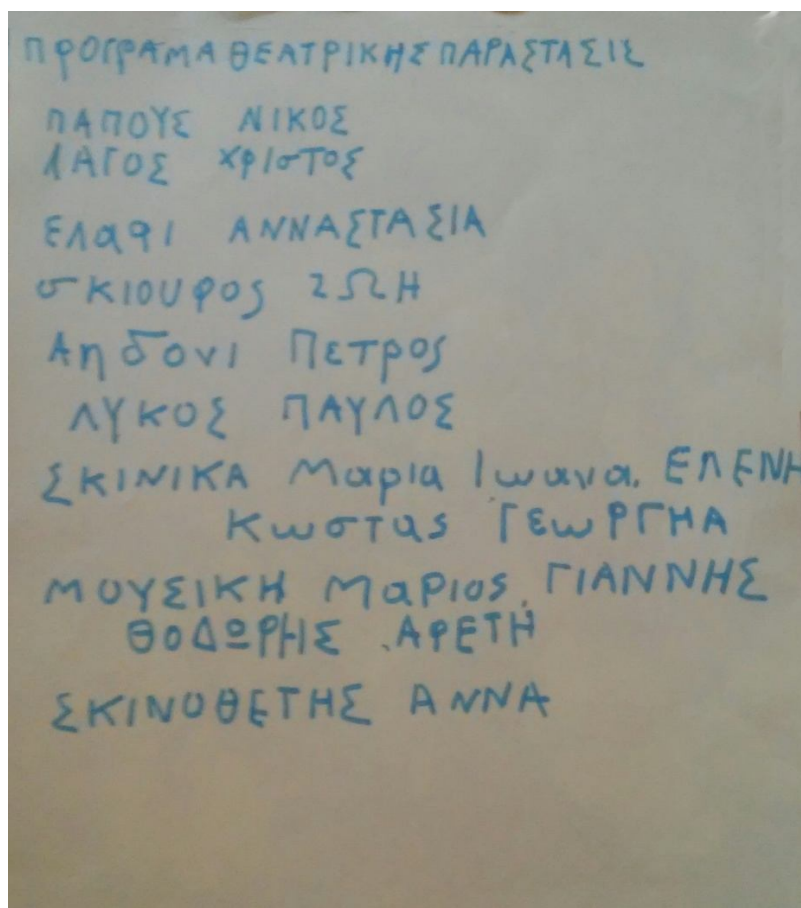 ΠΡΟΓΡΑΜΑ ΘΕΑΤΡΙΚΗΣ ΠΑΡΑΣΤΑΣΙΣ
ΠΑΠΟΥΣ ΝΙΚΟΣ
ΛΑΓΟΣ ΧΡΙσΤΟΣ
ΕΛΑφΙ ΑΝΝΑΣΤΑΣΙΑ
σΚΙΟΥΡΟς ΖΩΗ
ΑηδοΝΙ ΠΕΤΡος
ΛΥΚΟΣ ΠΑΥΛΟΣ
ΣΚΙΝΙΚΑ Μαρια Ιωανα. ΕΛΕΝΗ
Κωστας ΓΕωΡΓΗΑ
ΜΟΥΣΙΚΗ ΜαΡιος, ΓΙΑΝΝΗΣ
ΘΟΔΩΡΗΣ .ΑΡΕΤΗ
ΣΚΙΝΟΘΕΤΗΣ ΑΝΝΑ